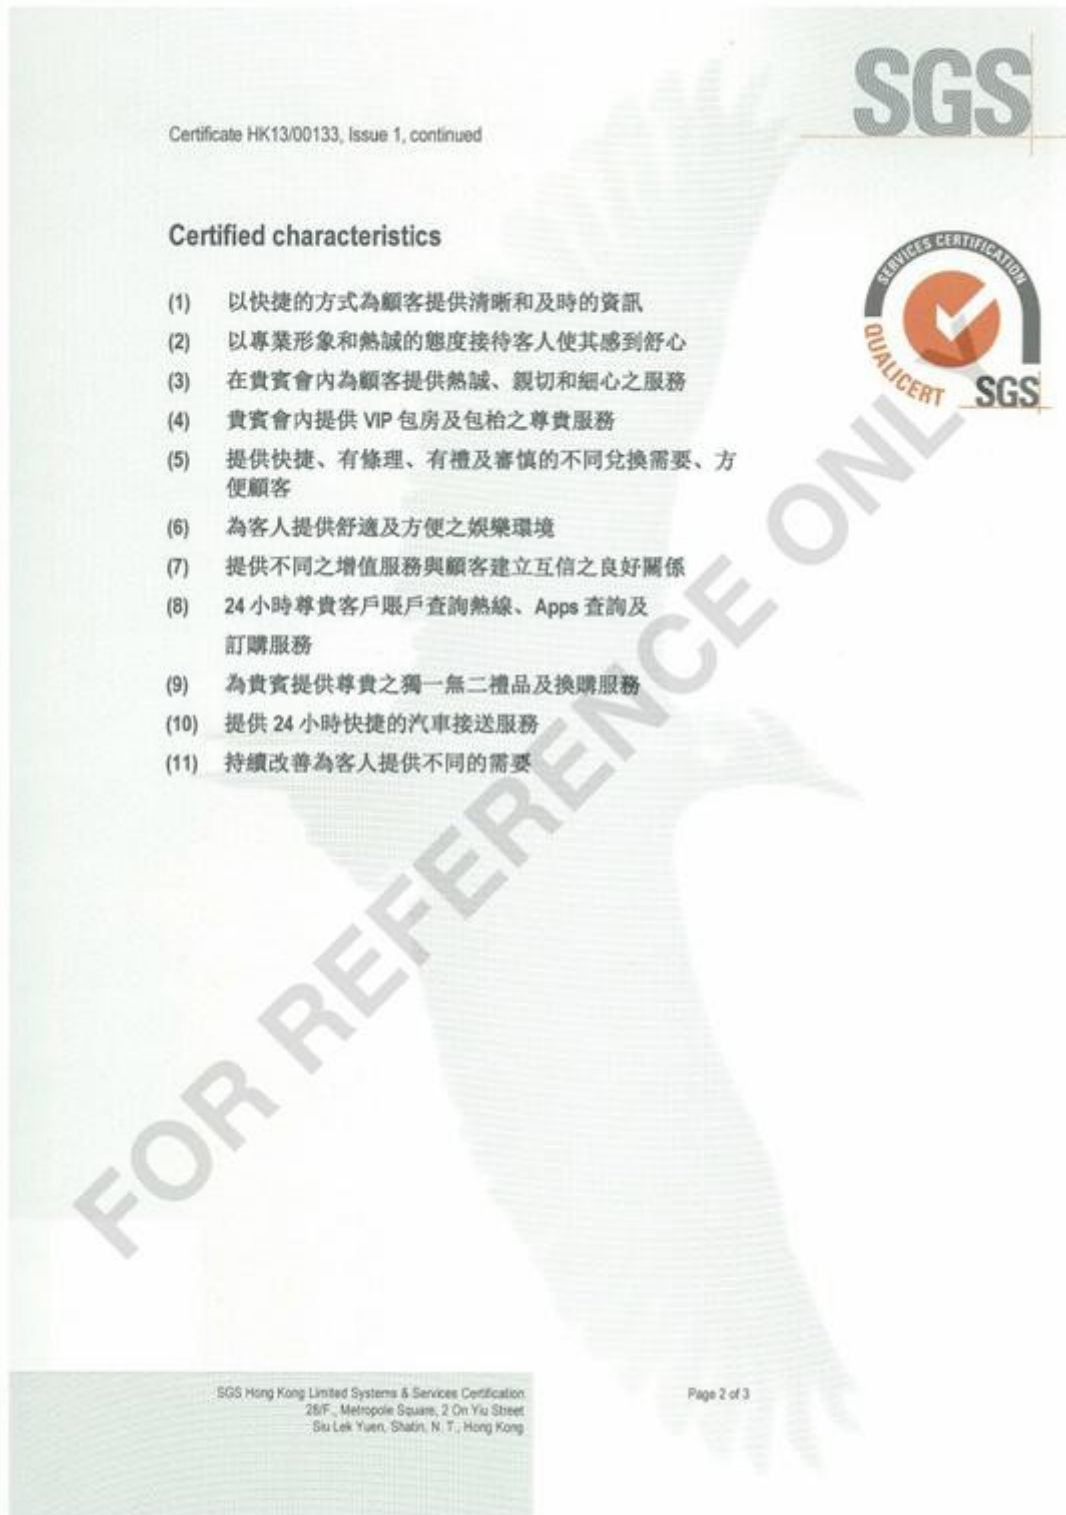 SGS
Certificate HK13/00133, Issue 1, continued
Certified characteristics
SERVICES CERTIFICATION
QUALICERT
SGS
(1) 以快捷的方式為顧客提供清晰和及時的資訊
(2) 以專業形象和熱誠的態度接待客人使其感到舒心
(3) 在貴賓會內為顧客提供熱誠、親切和細心之服務
(4) 貴賓會內提供 VIP 包房及包枱之尊貴服務
(5) 提供快捷、有條理、有禮及審慎的不同兌換需要、方
便顧客
(6) 為客人提供舒適及方便之娛樂環境
(7) 提供不同之增值服務與顧客建立互信之良好關係
(8) 24 小時尊貴客戶賬戶查詢熱線、Apps 查詢及
訂購服務
(9) 為貴賓提供尊貴之獨一無二禮品及換購服務
(10) 提供 24 小時快捷的汽車接送服務
(11) 持續改善為客人提供不同的需要
FOR REFERENCE ONLY
SGS Hong Kong Limited Systems & Services Certification
28/F., Metropole Square, 2 On Yiu Street
Siu Lek Yuen, Shatin, N. T., Hong Kong
Page 2 of 3